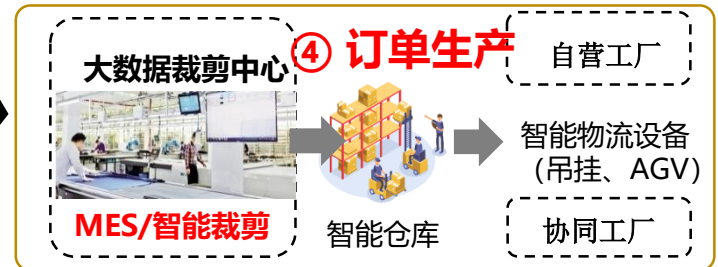 ④ 订单生产
大数据裁剪中心
MES/智能裁剪
智能仓库
自营工厂
智能物流设备
（吊挂、AGV）
协同工厂